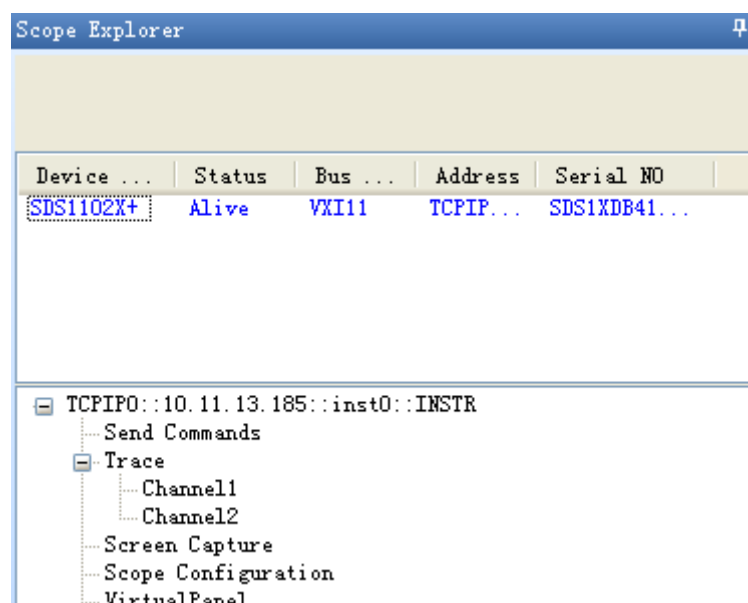 Scope Explorer
Device ... Status Bus ... Address Serial NO
SDS1102X+ Alive VXI11 TCPIP... SDS1XDB41...
TCPIP0::10.11.13.185::inst0::INSTR
Send Commands
Trace
Channel1
Channel2
Screen Capture
Scope Configuration
VirtualPanel